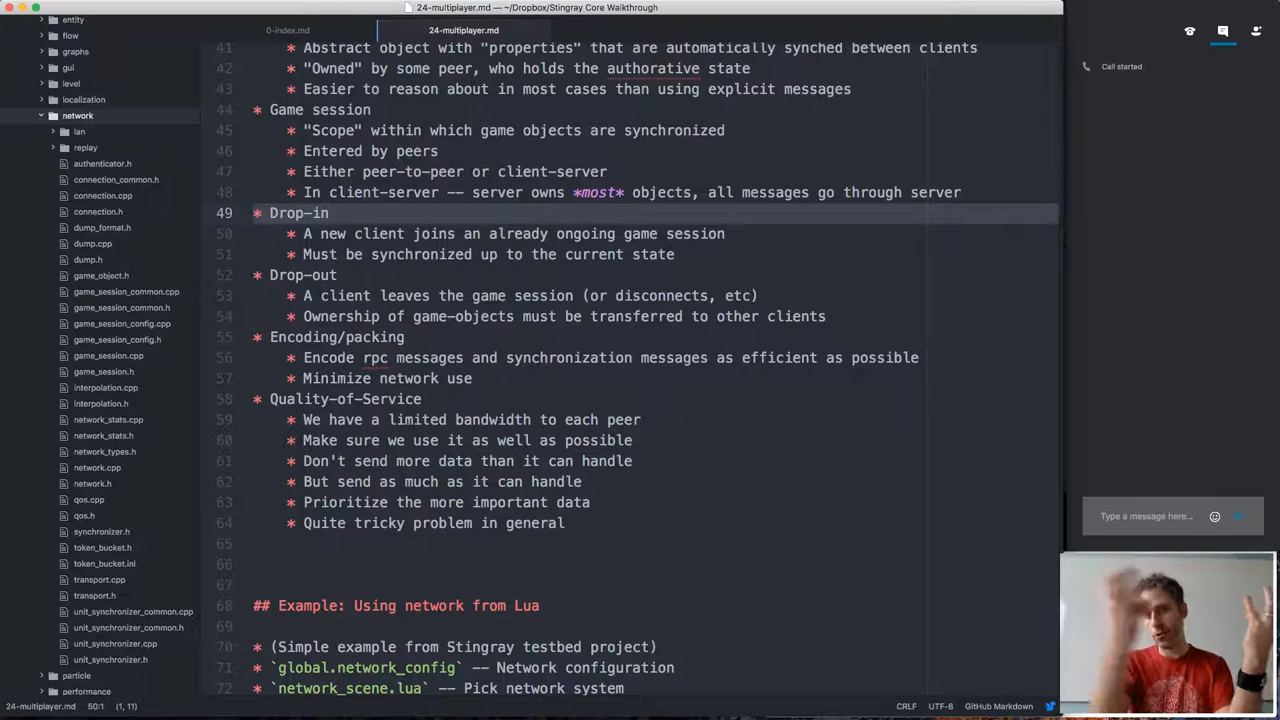 24-multiplayer.md — ~/Dropbox/Stingray Core Walkthrough
0-index.md
24-multiplayer.md
entity
flow
graphs
gui
level
localization
network
lan
replay
authenticator.h
connection_common.h
connection.cpp
connection.h
dump_format.h
dump.cpp
dump.h
game_object.h
game_session_common.cpp
game_session_common.h
game_session_config.cpp
game_session_config.h
game_session.cpp
game_session.h
interpolation.cpp
interpolation.h
network_stats.cpp
network_stats.h
network_types.h
network.cpp
network.h
qos.cpp
qos.h
synchronizer.h
token_bucket.h
token_bucket.inl
transport.cpp
transport.h
unit_synchronizer_common.cpp
unit_synchronizer_common.h
unit_synchronizer.cpp
unit_synchronizer.h
particle
performance
41 * Abstract object with "properties" that are automatically synched between clients
42 * "Owned" by some peer, who holds the authorative state
43 * Easier to reason about in most cases than using explicit messages
44 * Game session
45 * "Scope" within which game objects are synchronized
46 * Entered by peers
47 * Either peer-to-peer or client-server
48 * In client-server -- server owns *most* objects, all messages go through server
49 * Drop-in
50 * A new client joins an already ongoing game session
51 * Must be synchronized up to the current state
52 * Drop-out
53 * A client leaves the game session (or disconnects, etc)
54 * Ownership of game-objects must be transferred to other clients
55 * Encoding/packing
56 * Encode rpc messages and synchronization messages as efficient as possible
57 * Minimize network use
58 * Quality-of-Service
59 * We have a limited bandwidth to each peer
60 * Make sure we use it as well as possible
61 * Don't send more data than it can handle
62 * But send as much as it can handle
63 * Prioritize the more important data
64 * Quite tricky problem in general
65
66
67
68 ## Example: Using network from Lua
69
70 * (Simple example from Stingray testbed project)
71 * `global.network_config` -- Network configuration
72 * `network_scene.lua` -- Pick network system
24-multiplayer.md 50:1 (1, 11)
CRLF UTF-8 GitHub Markdown
Call started
Type a message here...